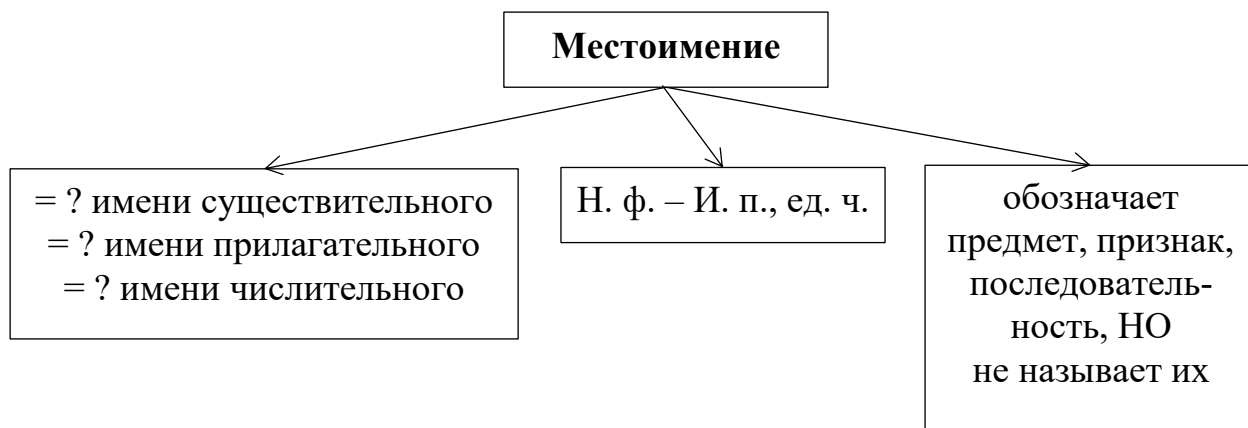 Местоимение
= ? имени существительного
= ? имени прилагательного
= ? имени числительного
Н. ф. – И. п., ед. ч.
обозначает
предмет, признак,
последователь-
ность, НО
не называет их